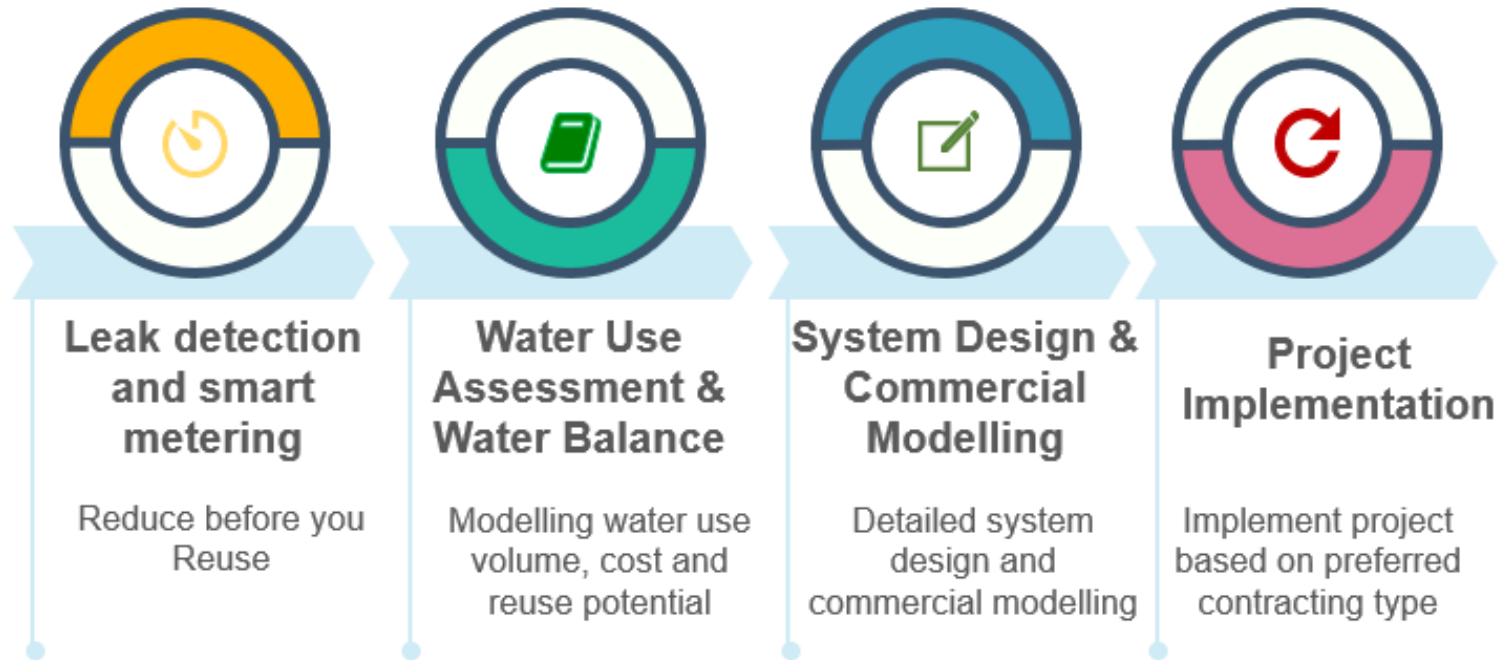 Leak detection
and smart
metering
Reduce before you
Reuse
Water Use
Assessment &
Water Balance
Modelling water use
volume, cost and
reuse potential
System Design &
Commercial
Modelling
Detailed system
design and
commercial modelling
Project
Implementation
Implement project
based on preferred
contracting type